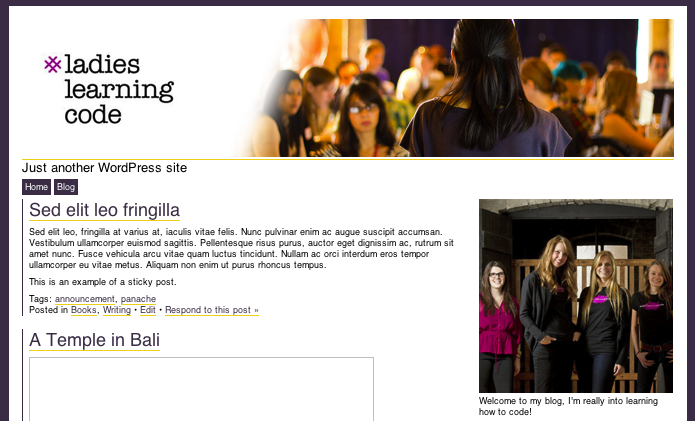 ladies
learning
code
Just another WordPress site
Home Blog
Sed elit leo fringilla
Sed elit leo, fringilla at varius at, iaculis vitae felis. Nunc pulvinar enim ac augue suscipit accumsan.
Vestibulum ullamcorper euismod sagittis. Pellentesque risus purus, auctor eget dignissim ac, rutrum sit
amet nunc. Fusce vehicula arcu vitae quam luctus tincidunt. Nullam ac orci interdum eros tempor
ullamcorper eu vitae metus. Aliquam non enim ut purus rhoncus tempus.
This is an example of a sticky post.
Tags: announcement, panache
Posted in Books, Writing • Edit • Respond to this post »
A Temple in Bali
Welcome to my blog, I'm really into learning
how to code!